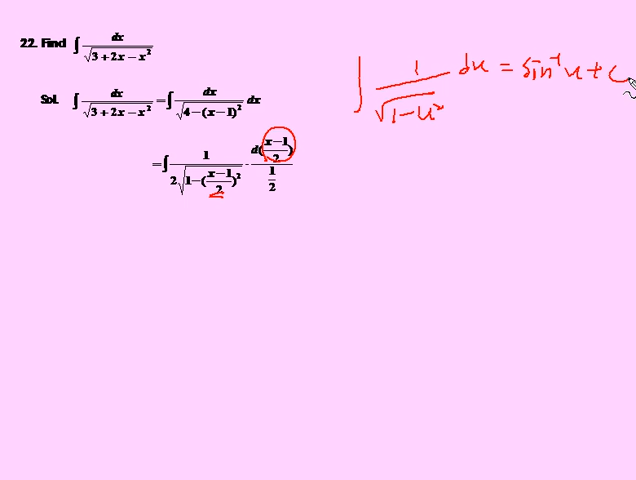 22. Find ∫ dx / √(3 + 2x − x²)
∫ 1 / √(1−u²) du = sin⁻¹u + c
Sol. ∫ dx / √(3 + 2x − x²) = ∫ dx / √(4 − (x−1)²) dx
= ∫ 1 / (2√(1−((x−1)/2)²)) · d((x−1)/2) / (1/2)